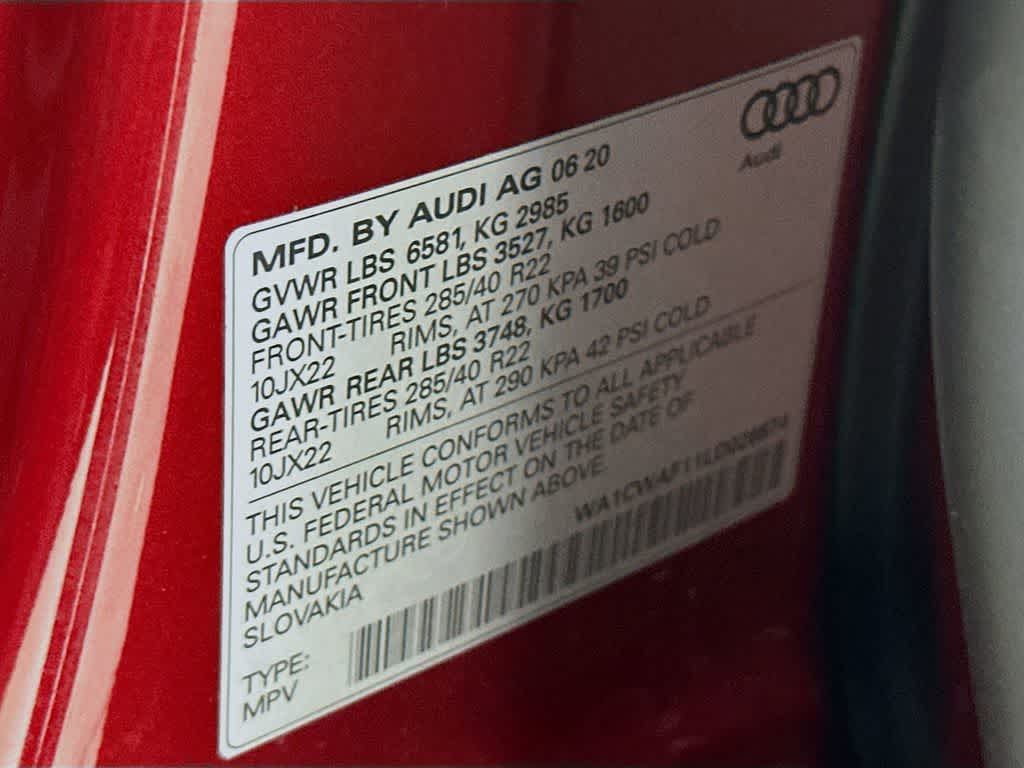 Audi
MFD. BY AUDI AG 06 20
GVWR LBS 6581, KG 2985
GAWR FRONT LBS 3527, KG 1600
FRONT-TIRES 285/40 R22
10JX22 RIMS, AT 270 KPA 39 PSI COLD
GAWR REAR LBS 3748, KG 1700
REAR-TIRES 285/40 R22
10JX22 RIMS, AT 290 KPA 42 PSI COLD
THIS VEHICLE CONFORMS TO ALL APPLICABLE
U.S. FEDERAL MOTOR VEHICLE SAFETY
STANDARDS IN EFFECT ON THE DATE OF
MANUFACTURE SHOWN ABOVE.
SLOVAKIA
TYPE:
MPV